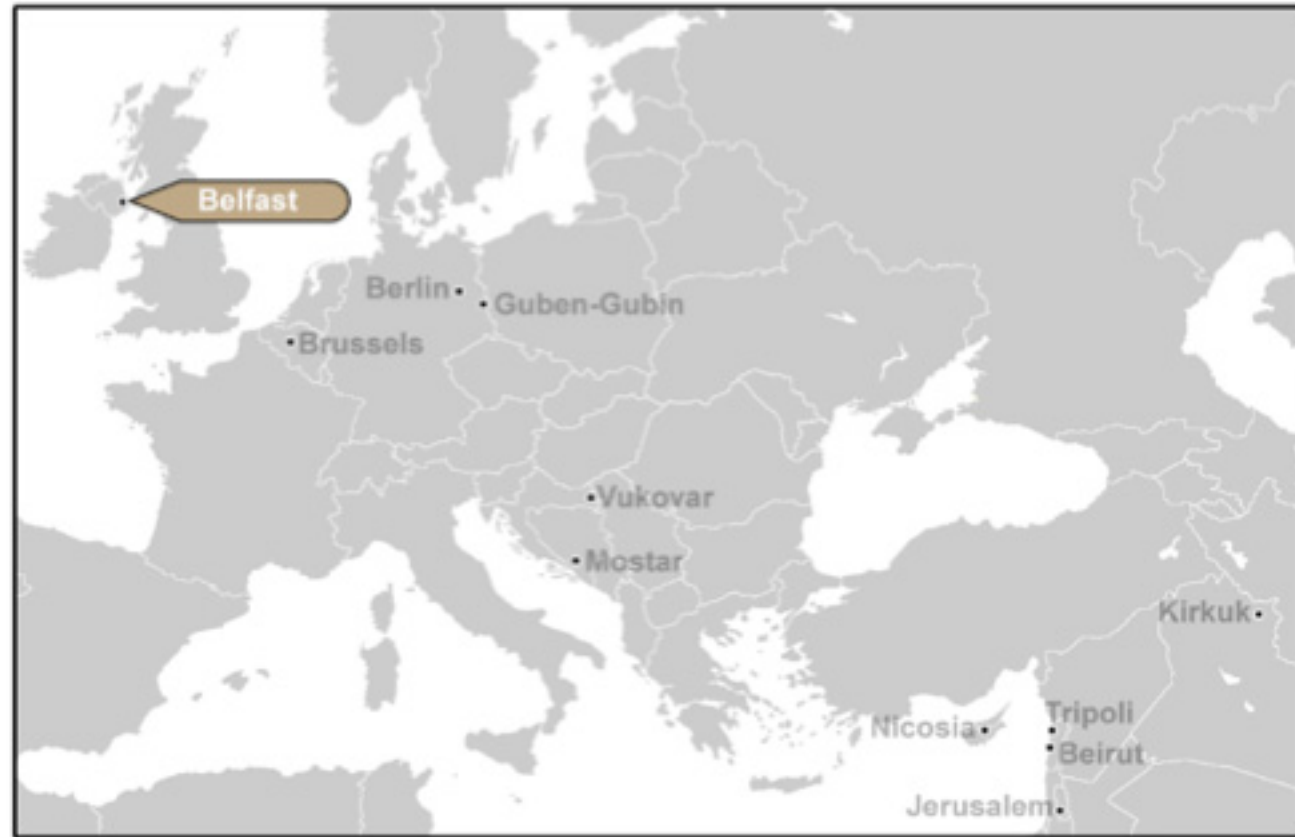 Belfast
Berlin
Guben-Gubin
Brussels
Vukovar
Mostar
Kirkuk
Nicosia
Tripoli
Beirut
Jerusalem